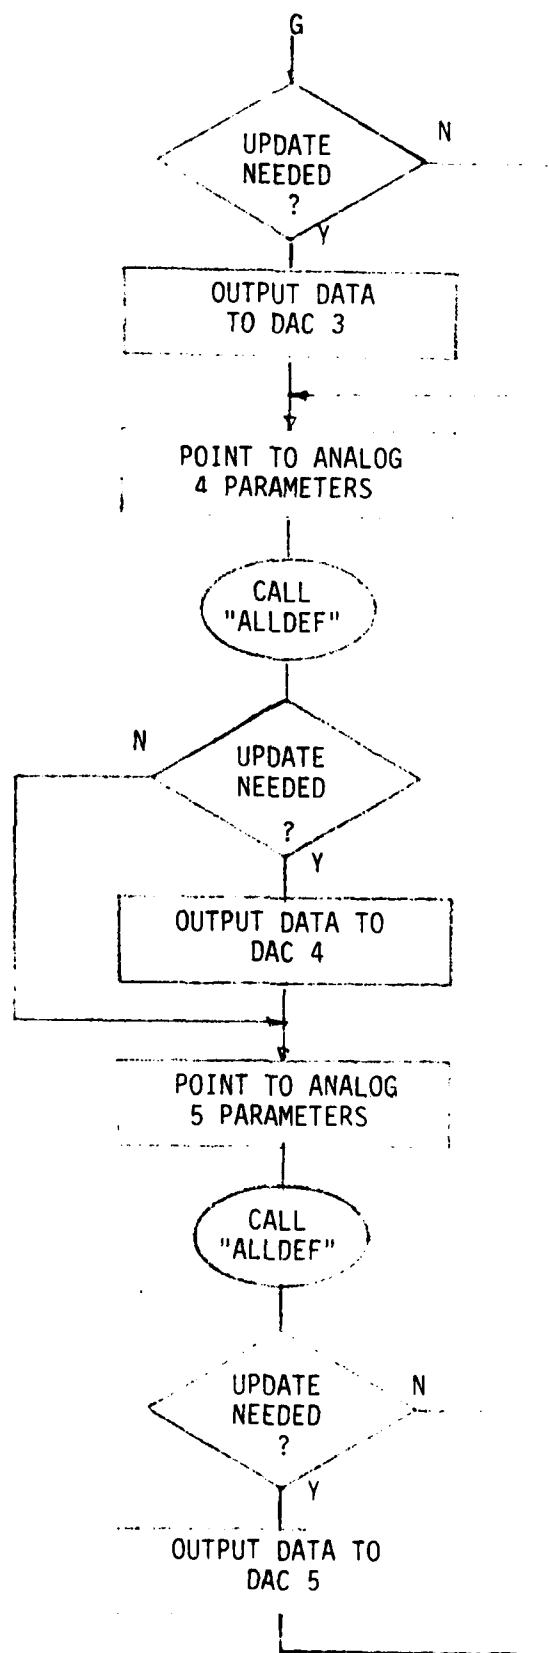 G
UPDATE
NEEDED
?
N
Y
OUTPUT DATA
TO DAC 3
POINT TO ANALOG
4 PARAMETERS
CALL
"ALLDEF"
N
UPDATE
NEEDED
?
Y
OUTPUT DATA TO
DAC 4
POINT TO ANALOG
5 PARAMETERS
CALL
"ALLDEF"
UPDATE
NEEDED
?
N
Y
OUTPUT DATA TO
DAC 5